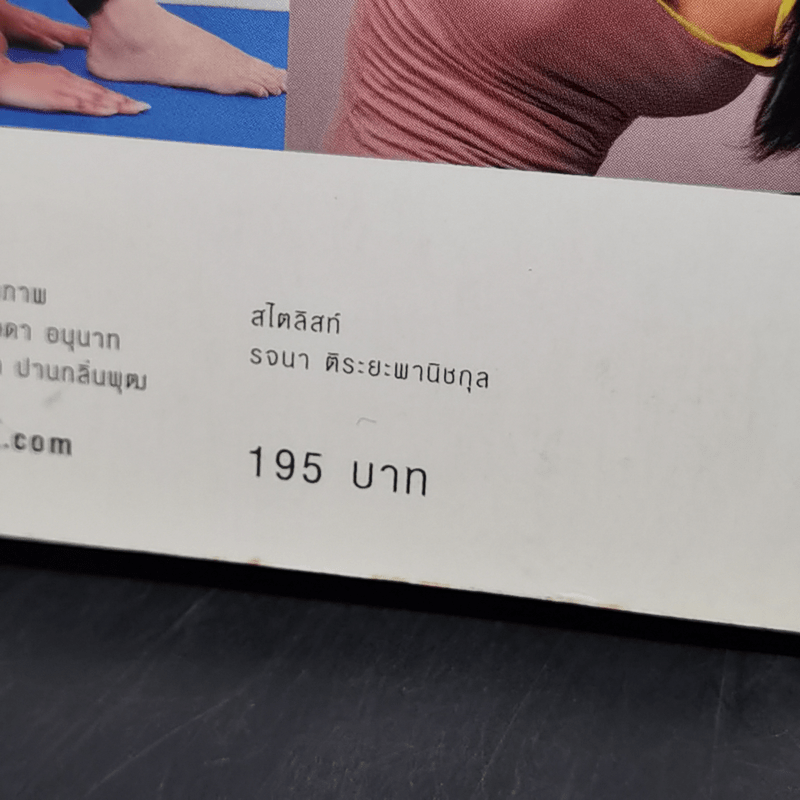 ภาพ
สไตลิสท์
อนุนาท
รจนา ติระยะพานิชกุล
ปานกลิ่นพุฒ
.com
195 บาท